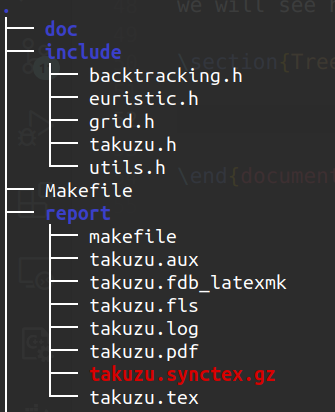 we will see h
.
├── doc
├── include
│   ├── backtracking.h
│   ├── euristic.h
│   ├── grid.h
│   ├── takuzu.h
│   └── utils.h
├── Makefile
├── report
│   ├── makefile
│   ├── takuzu.aux
│   ├── takuzu.fdb_latexmk
│   ├── takuzu.fls
│   ├── takuzu.log
│   ├── takuzu.pdf
│   ├── takuzu.synctex.gz
│   └── takuzu.tex
\section{Tree
\end{document